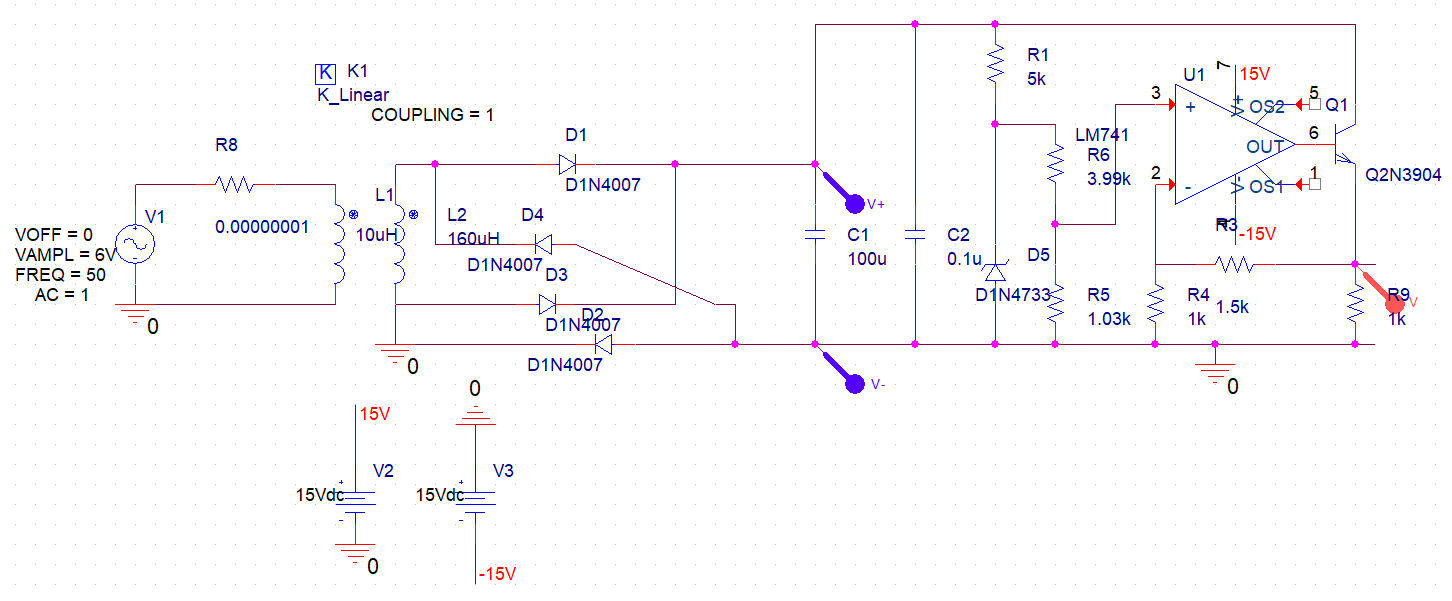 K K1
K_Linear
COUPLING = 1
R8
0.00000001
V1
VOFF = 0
VAMPL = 6V
FREQ = 50
AC = 1
0
L1
10uH
L2
160uH
D1
D1N4007
D4
D1N4007
D3
D1N4007
D2
D1N4007
0
V+
V-
C1
100u
C2
0.1u
R1
5k
D5
D1N4733
LM741
R6
3.99k
R5
1.03k
U1
7
15V
3
+
V+
OS2
5
OUT
6
2
-
V-
OS1
1
4
-15V
Q1
Q2N3904
R3
1.5k
R4
1k
R9
1k
V
0
15V
V2
15Vdc
+
-
0
0
V3
15Vdc
+
-
-15V